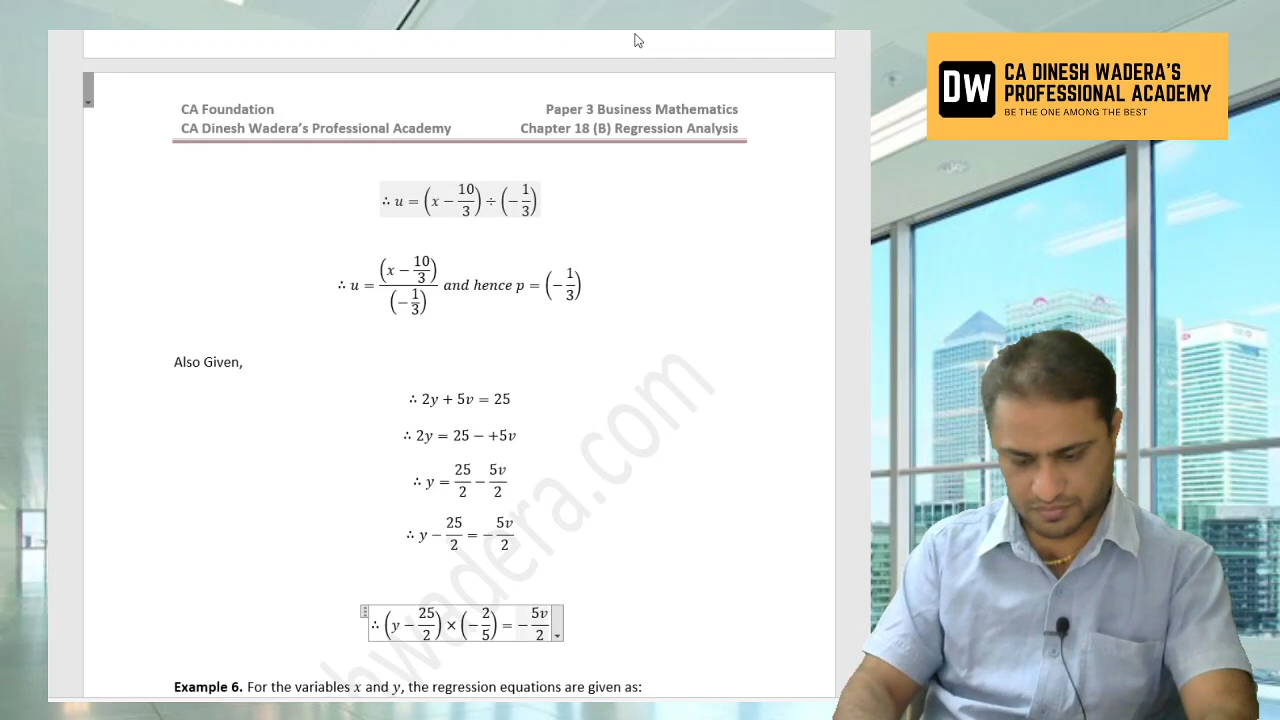 CA Foundation Paper 3 Business Mathematics
CA Dinesh Wadera's Professional Academy Chapter 18 (B) Regression Analysis
∴ u = (x − 10/3) ÷ (−1/3)
∴ u = (x − 10/3)/(−1/3) and hence p = (−1/3)
Also Given,
∴ 2y + 5v = 25
∴ 2y = 25 − +5v
∴ y = 25/2 − 5v/2
∴ y − 25/2 = −5v/2
∴ (y − 25/2) × (−2/5) = −5v/2
Example 6. For the variables x and y, the regression equations are given as:
hwadera.com
DW
CA DINESH WADERA'S
PROFESSIONAL ACADEMY
BE THE ONE AMONG THE BEST